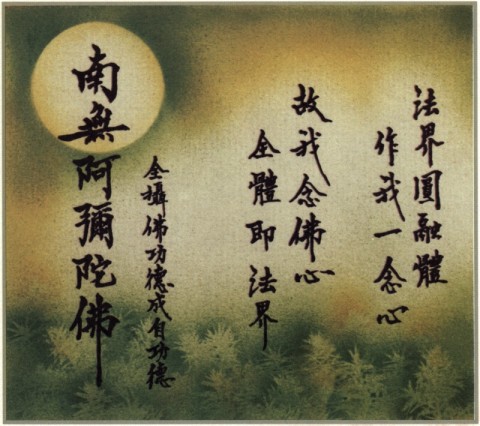 法界圓融體
作我一念心
故我念佛心
全體即法界
全攝佛功德成自功德
南無阿彌陀佛